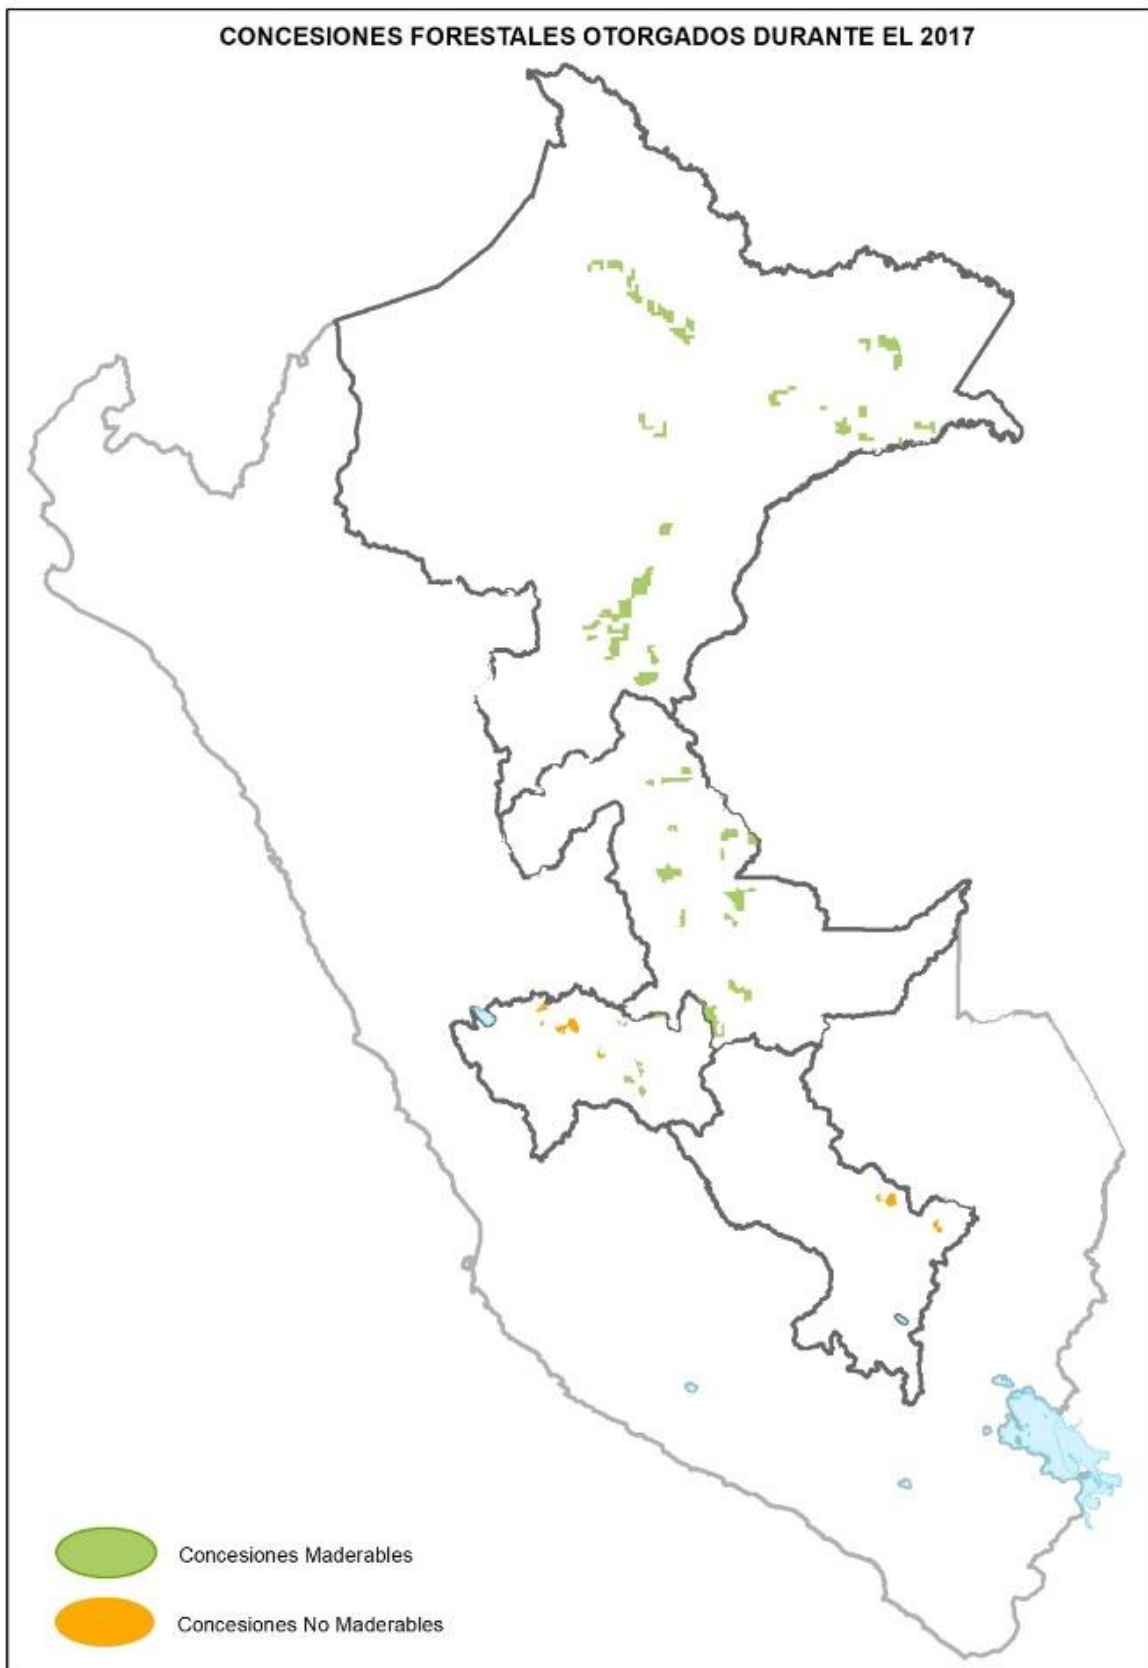 CONCESIONES FORESTALES OTORGADOS DURANTE EL 2017
Concesiones Maderables
Concesiones No Maderables